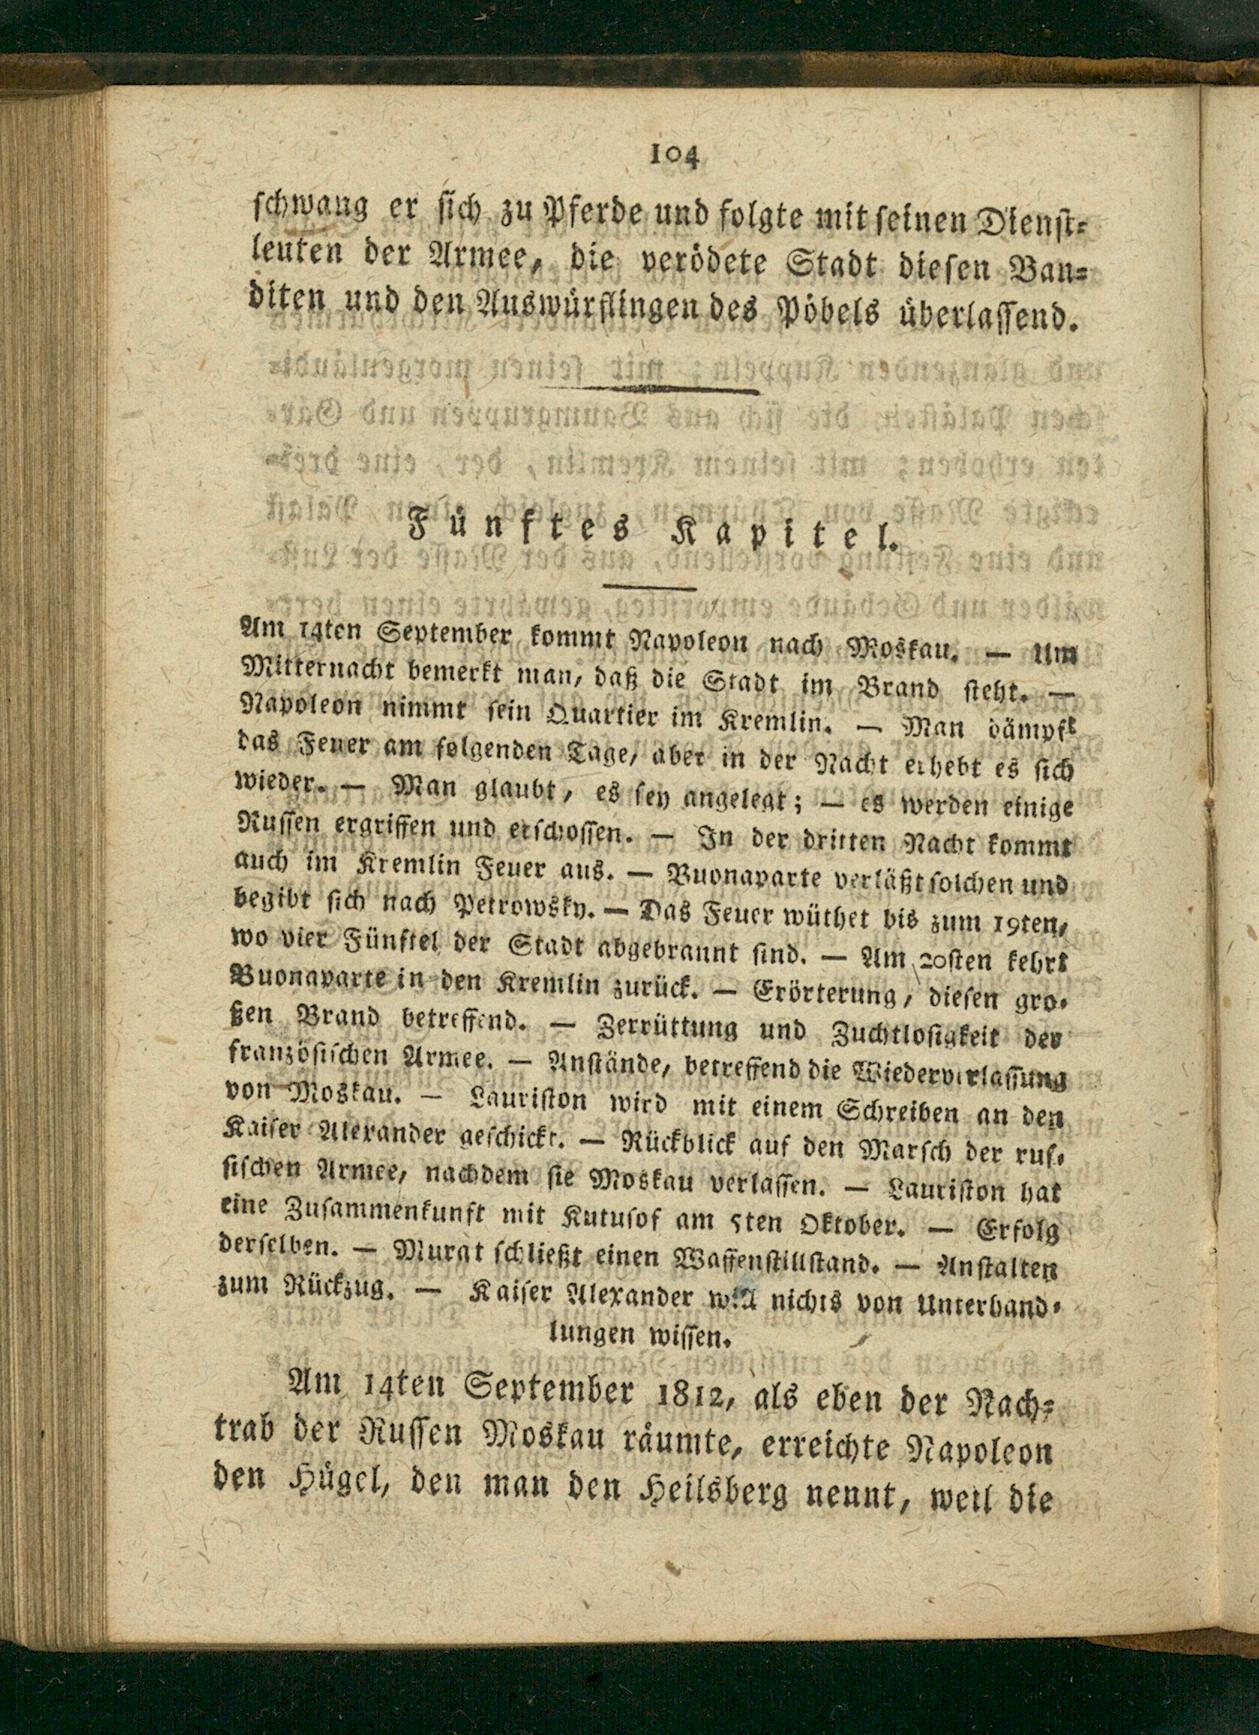 104
schwang er sich zu Pferde und folgte mit seinen Dienst-
leuten der Armee, die verödete Stadt diesen Ban-
diten und den Auswürflingen des Pöbels überlassend.
Fünftes Kapitel.
Am 14ten September kommt Napoleon nach Moskau. — Um
Mitternacht bemerkt man, daß die Stadt im Brand steht. —
Napoleon nimmt sein Quartier im Kremlin. — Man dämpft
das Feuer am folgenden Tage, aber in der Nacht erhebt es sich
wieder. — Man glaubt, es sey angelegt; — es werden einige
Russen ergriffen und erschossen. — In der dritten Nacht kommt
auch im Kremlin Feuer aus. — Buonaparte verläßt solchen und
begibt sich nach Petrowsky. — Das Feuer wüthet bis zum 19ten,
wo vier Fünftel der Stadt abgebrannt sind. — Am 20sten kehrt
Buonaparte in den Kremlin zurück. — Erörterung, diesen gro-
ßen Brand betreffend. — Zerrüttung und Zuchtlosigkeit der
französischen Armee. — Anstände, betreffend die Wiederverlassung
von Moskau. — Lauriston wird mit einem Schreiben an den
Kaiser Alexander geschickt. — Rückblick auf den Marsch der rus-
sischen Armee, nachdem sie Moskau verlassen. — Lauriston hat
eine Zusammenkunft mit Kutusof am 5ten Oktober. — Erfolg
derselben. — Murat schließt einen Waffenstillstand. — Anstalten
zum Rückzug. — Kaiser Alexander will nichts von Unterhand-
lungen wissen.
Am 14ten September 1812, als eben der Nach-
trab der Russen Moskau räumte, erreichte Napoleon
den Hügel, den man den Heilsberg nennt, weil die